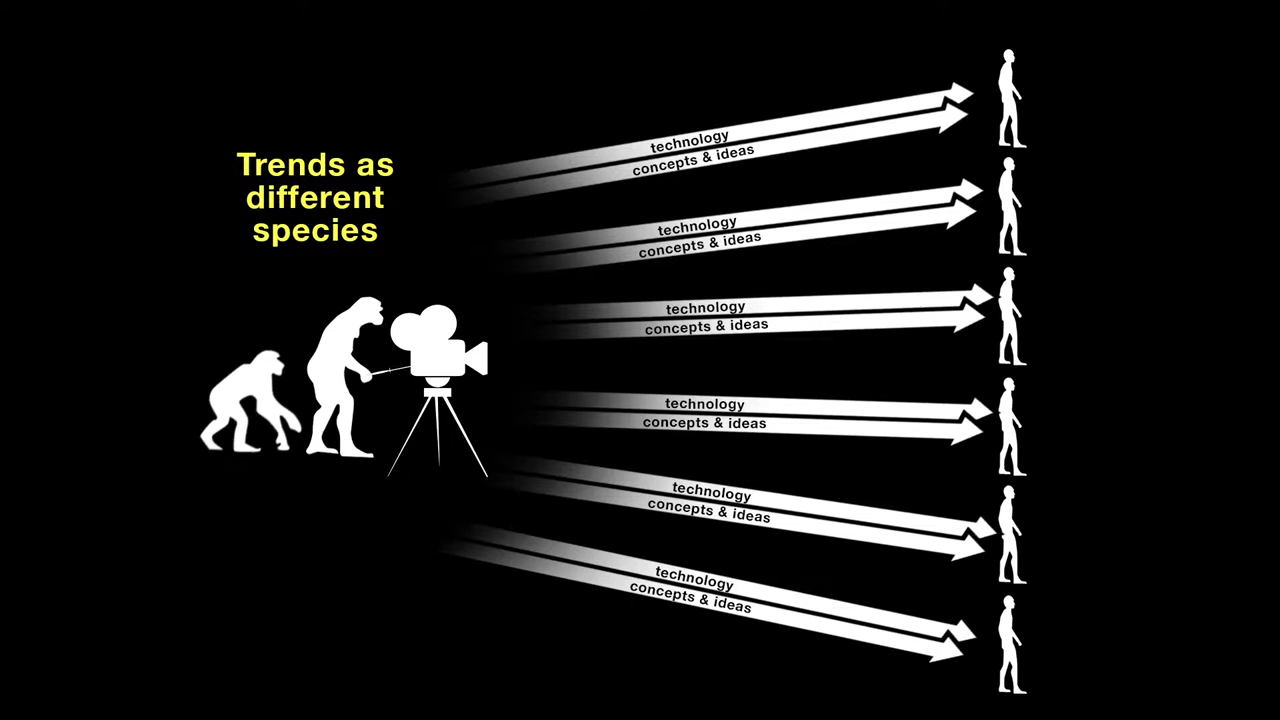 Trends as
different
species
technology
concepts & ideas
technology
concepts & ideas
technology
concepts & ideas
technology
concepts & ideas
technology
concepts & ideas
technology
concepts & ideas